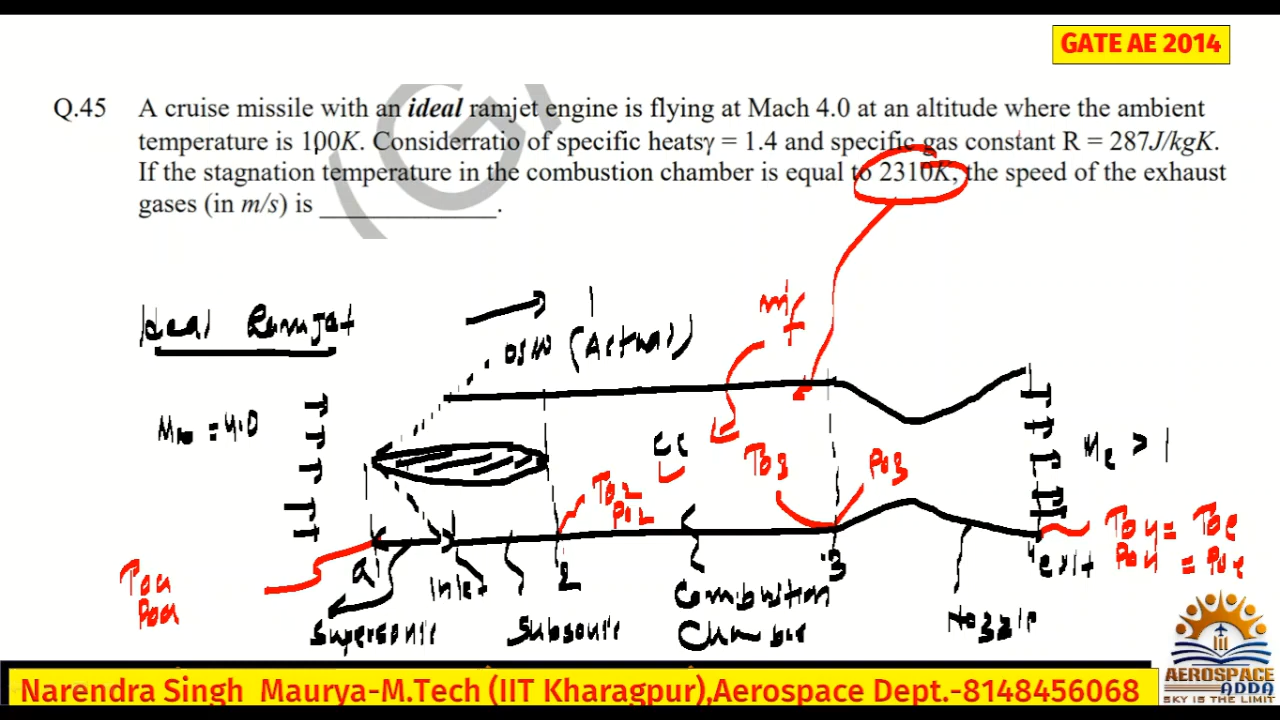 GATE AE 2014
Q.45 A cruise missile with an ideal ramjet engine is flying at Mach 4.0 at an altitude where the ambient
temperature is 100K. Considerratio of specific heatsγ = 1.4 and specific gas constant R = 287J/kgK.
If the stagnation temperature in the combustion chamber is equal to 2310K, the speed of the exhaust
gases (in m/s) is ______________.
Ideal Ramjet
OSW (Actual)
ṁf
M∞ = 4.0
CC
T03
P03
Me > 1
T02
P02
T0a
P0a
a
Inlet
2
3
4 exit
T04 = T0e
P04 = P0e
Supersonic
Subsonic
Combustion
Chamber
Nozzle
AEROSPACE
ADDA
SKY IS THE LIMIT
Narendra Singh Maurya-M.Tech (IIT Kharagpur),Aerospace Dept.-8148456068